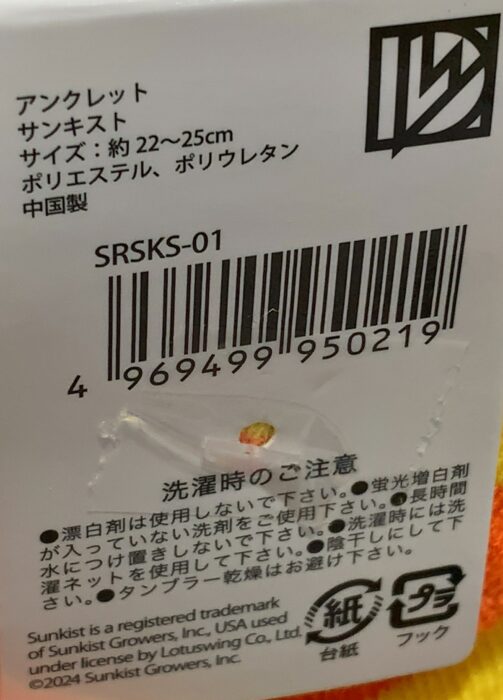 アンクレット
サンキスト
サイズ：約 22～25cm
ポリエステル、ポリウレタン
中国製
SRSKS-01
4 969499 950219
洗濯時のご注意
●漂白剤は使用しないで下さい。●蛍光増白剤
が入っていない洗剤をご使用下さい。●長時間
水につけ置きしないで下さい。●洗濯時には洗
濯ネットを使用して下さい。●陰干しにして下
さい。●タンブラー乾燥はお避け下さい。
Sunkist is a registered trademark
of Sunkist Growers, Inc., USA used
under license by Lotuswing Co., Ltd.
©2024 Sunkist Growers, Inc.
紙
台紙
プラ
フック